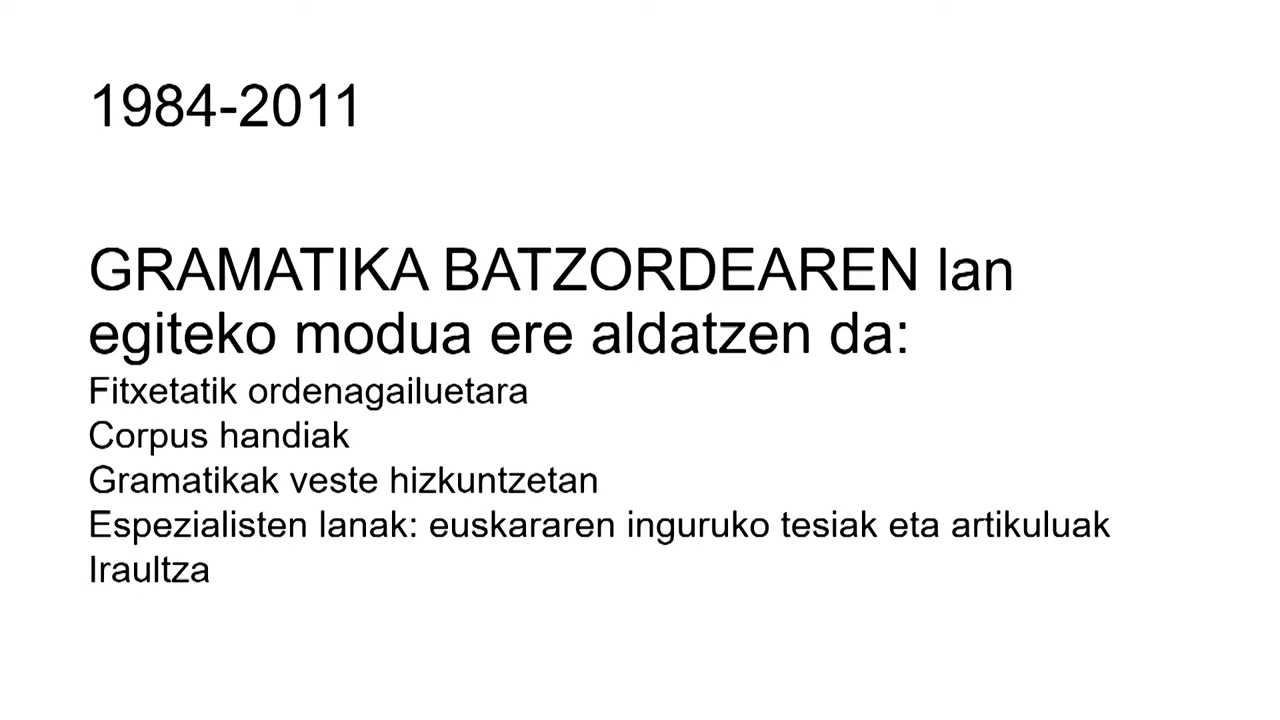 1984-2011
GRAMATIKA BATZORDEAREN lan
egiteko modua ere aldatzen da:
Fitxetatik ordenagailuetara
Corpus handiak
Gramatikak veste hizkuntzetan
Espezialisten lanak: euskararen inguruko tesiak eta artikuluak
Iraultza